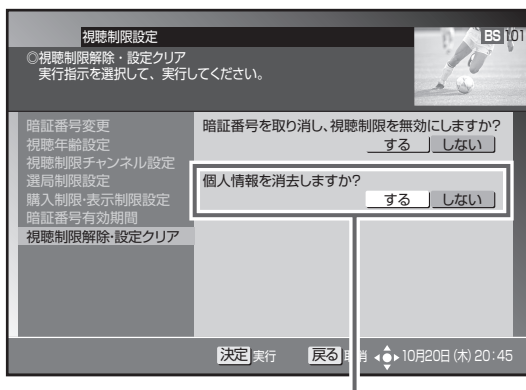 視聴制限設定
BS 101
◎視聴制限解除・設定クリア
実行指示を選択して、実行してください。
暗証番号変更
視聴年齢設定
視聴制限チャンネル設定
選局制限設定
購入制限・表示制限設定
暗証番号有効期間
視聴制限解除・設定クリア
暗証番号を取り消し、視聴制限を無効にしますか?
する しない
個人情報を消去しますか?
する しない
決定 実行 戻る 10月20日(木)20:45